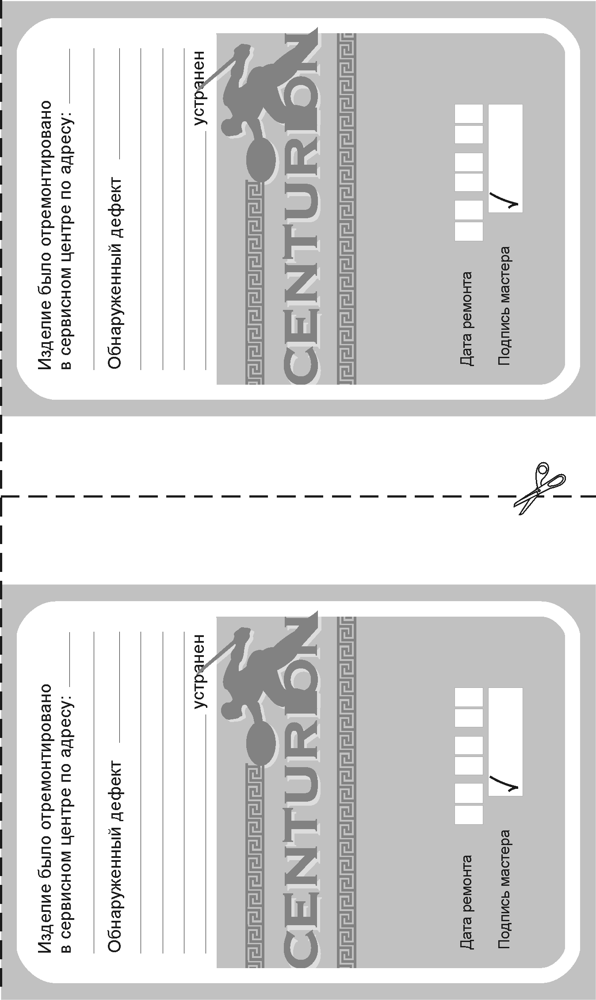 Изделие было отремонтировано
в сервисном центре по адресу:
Обнаруженный дефект
устранен
CENTURION
Дата ремонта
Подпись мастера
Изделие было отремонтировано
в сервисном центре по адресу:
Обнаруженный дефект
устранен
CENTURION
Дата ремонта
Подпись мастера